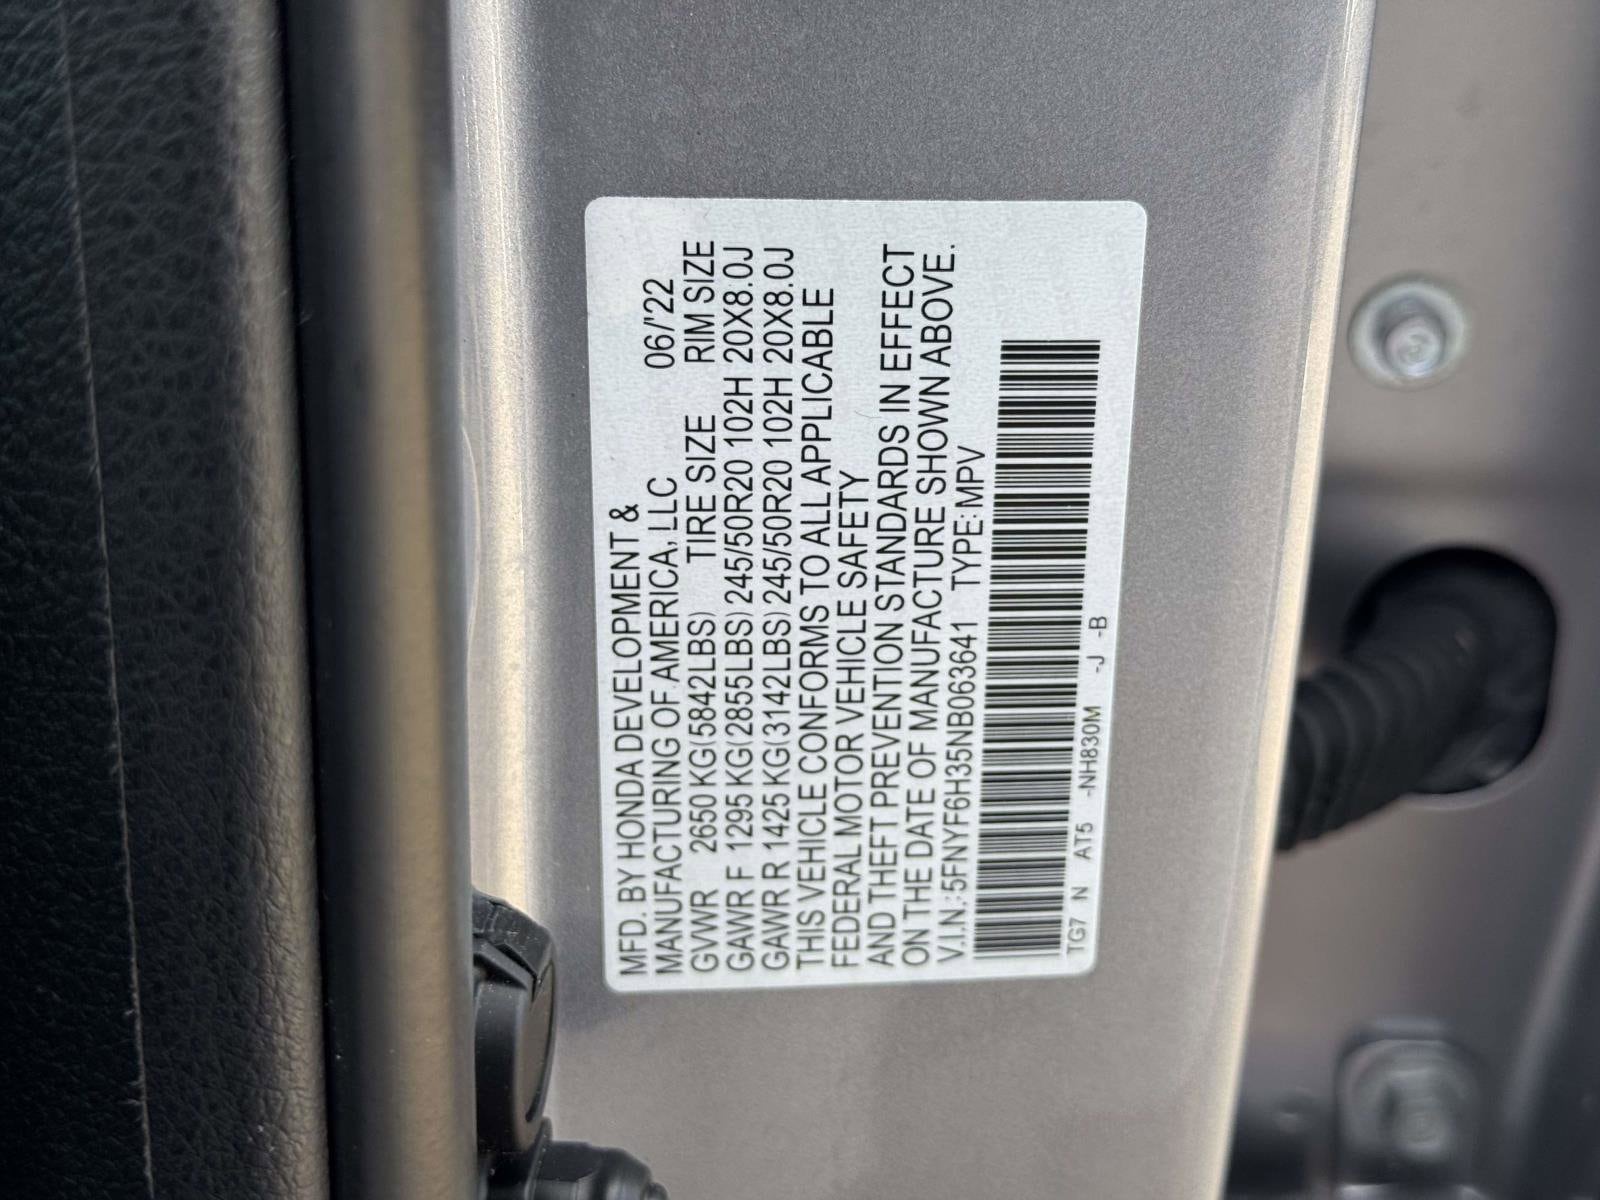 MFD. BY HONDA DEVELOPMENT &
MANUFACTURING OF AMERICA, LLC 06/'22
GVWR 2650 KG(5842LBS) TIRE SIZE RIM SIZE
GAWR F 1295 KG(2855LBS) 245/50R20 102H 20X8.0J
GAWR R 1425 KG(3142LBS) 245/50R20 102H 20X8.0J
THIS VEHICLE CONFORMS TO ALL APPLICABLE
FEDERAL MOTOR VEHICLE SAFETY
AND THEFT PREVENTION STANDARDS IN EFFECT
ON THE DATE OF MANUFACTURE SHOWN ABOVE.
V.I.N.:5FNYF6H35NB063641 TYPE:MPV
TG7 N AT5 -NH830M -J -B